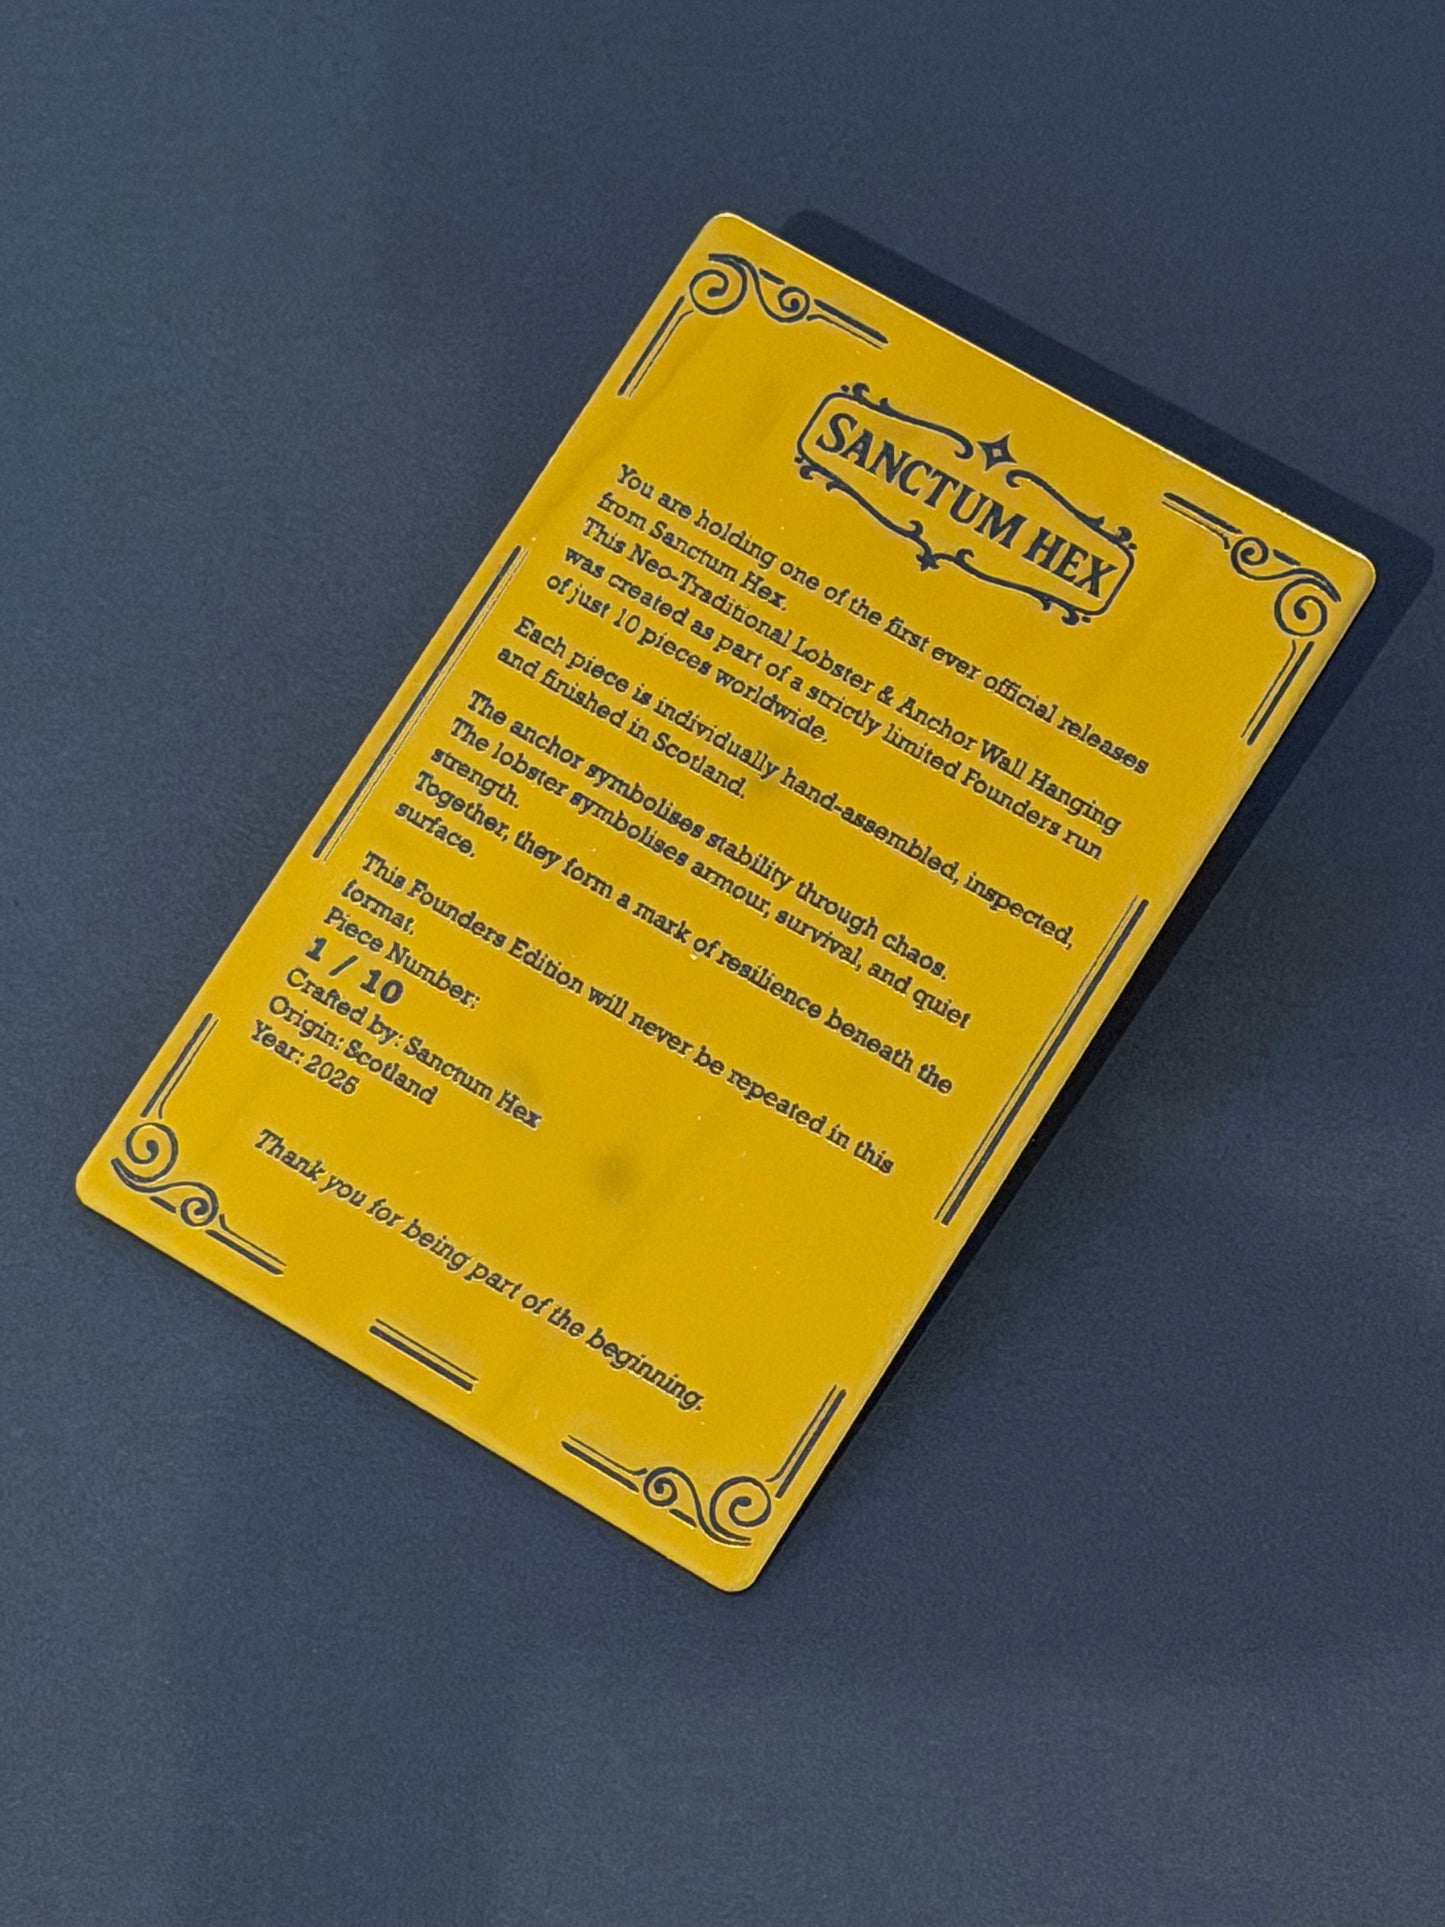 SANCTUM HEX
You are holding one of the first ever official releases
from Sanctum Hex.
This Neo-Traditional Lobster & Anchor Wall Hanging
was created as part of a strictly limited Founders run
of just 10 pieces worldwide.
Each piece is individually hand-assembled, inspected,
and finished in Scotland.
The anchor symbolises stability through chaos.
The lobster symbolises armour, survival, and quiet
strength.
Together, they form a mark of resilience beneath the
surface.
This Founders Edition will never be repeated in this
format.
Piece Number:
1 / 10
Crafted by: Sanctum Hex
Origin: Scotland
Year: 2025
Thank you for being part of the beginning.